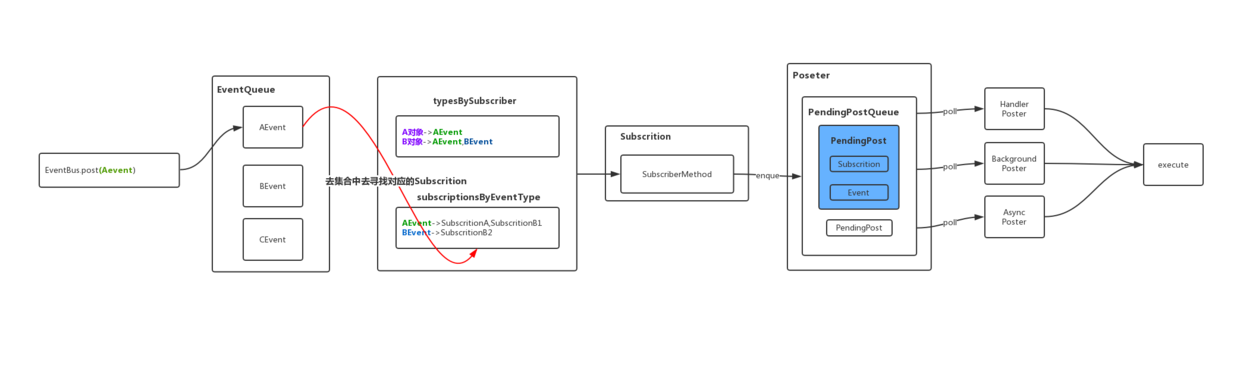 EventBus.post(Aevent)
EventQueue
AEvent
BEvent
CEvent
去集合中去寻找对应的Subscrition
typesBySubscriber
A对象->AEvent
B对象->AEvent,BEvent
subscriptionsByEventType
AEvent->SubscritionA,SubscritionB1
BEvent->SubscritionB2
Subscrition
SubscriberMethod
enque
Poseter
PendingPostQueue
PendingPost
Subscrition
Event
PendingPost
poll
poll
poll
Handler
Poster
Background
Poster
Async
Poster
execute